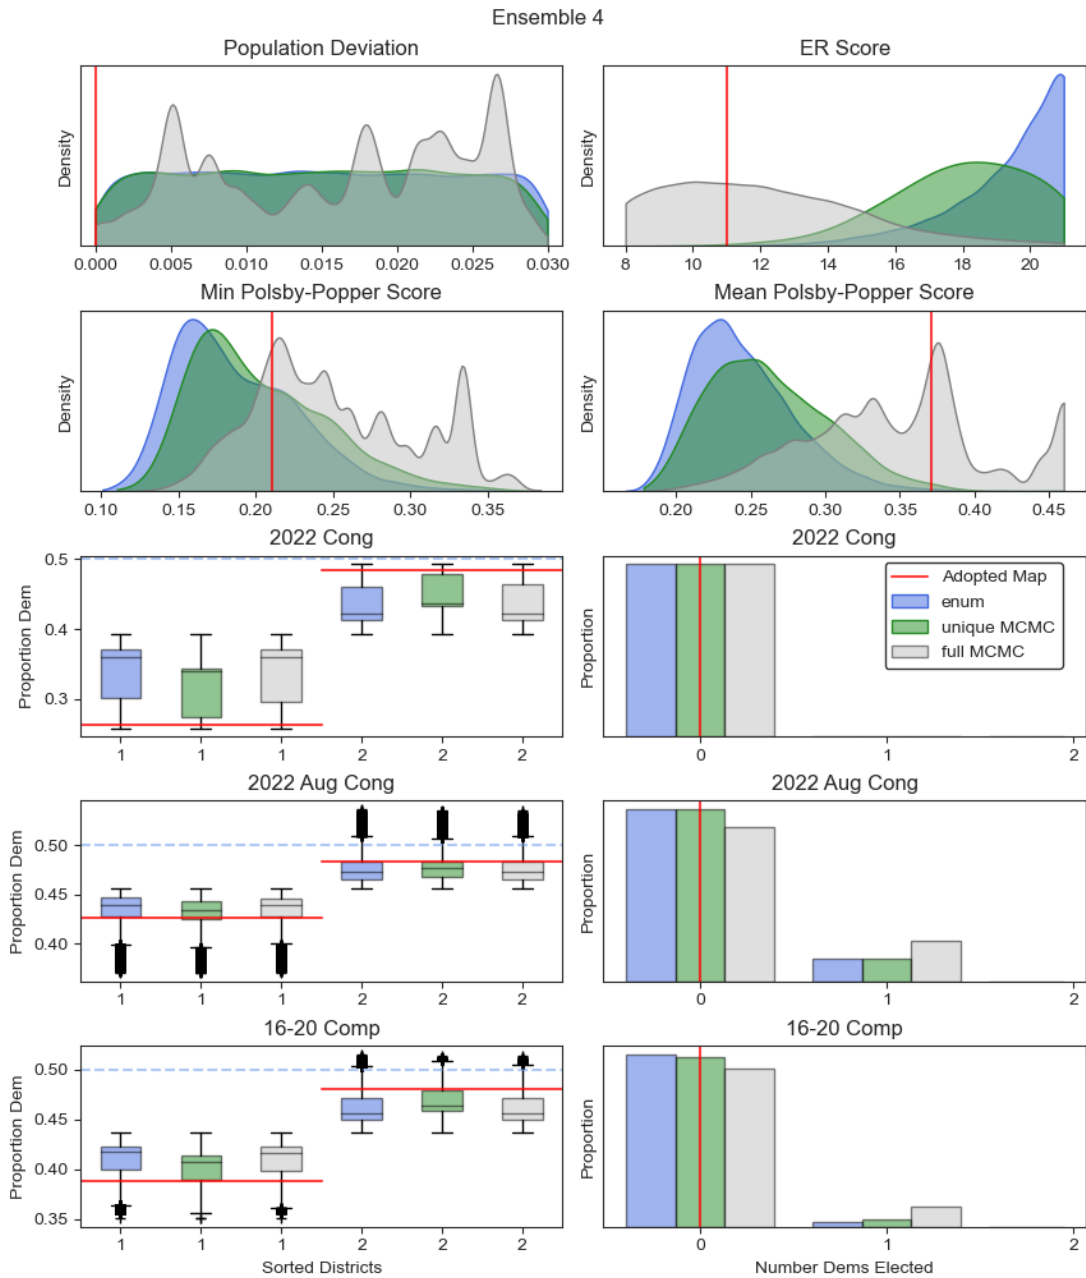 Ensemble 4
Population Deviation
Density
0.000 0.005 0.010 0.015 0.020 0.025 0.030
ER Score
Density
8 10 12 14 16 18 20
Min Polsby-Popper Score
Density
0.10 0.15 0.20 0.25 0.30 0.35
Mean Polsby-Popper Score
Density
0.20 0.25 0.30 0.35 0.40 0.45
2022 Cong
Proportion Dem
0.5
0.4
0.3
1 1 1 2 2 2
2022 Cong
Proportion
Adopted Map
enum
unique MCMC
full MCMC
0 1 2
2022 Aug Cong
Proportion Dem
0.50
0.45
0.40
1 1 1 2 2 2
2022 Aug Cong
Proportion
0 1 2
16-20 Comp
Proportion Dem
0.50
0.45
0.40
0.35
1 1 1 2 2 2
Sorted Districts
16-20 Comp
Proportion
0 1 2
Number Dems Elected